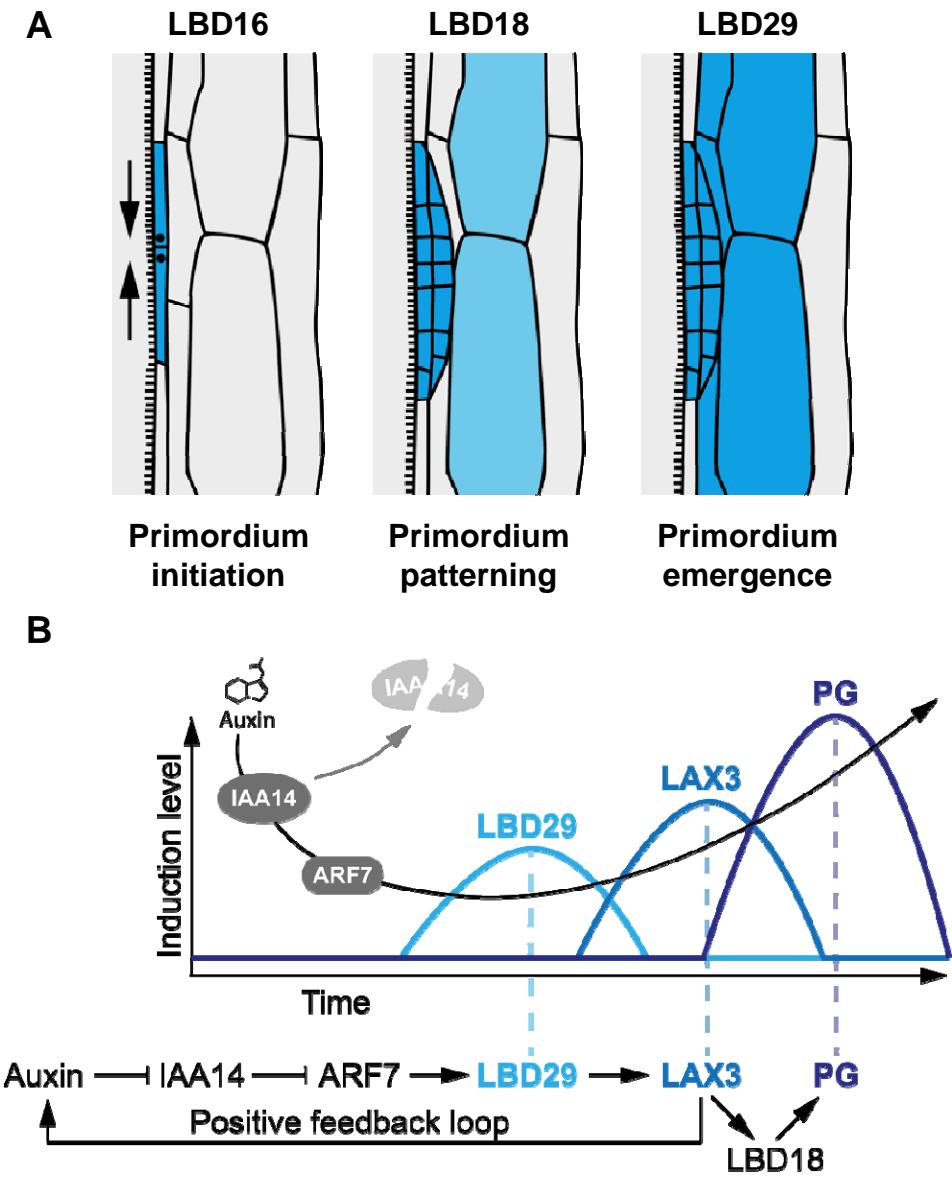 A
LBD16
LBD18
LBD29
Primordium
initiation
Primordium
patterning
Primordium
emergence
B
Auxin
IAA14
IAA14
ARF7
LBD29
LAX3
PG
Induction level
Time
Auxin IAA14 ARF7 LBD29 LAX3 PG
Positive feedback loop
LBD18